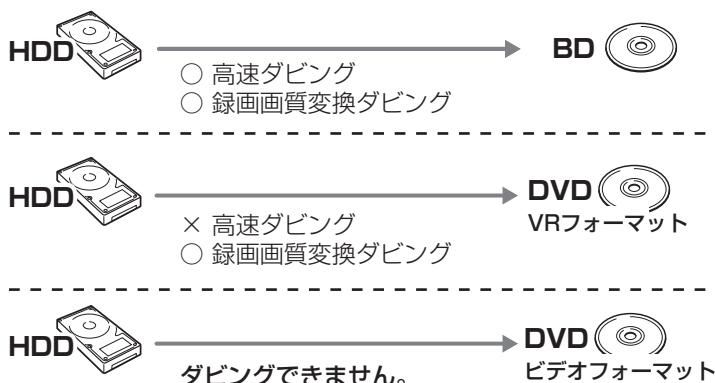 HDD BD
○ 高速ダビング
○ 録画画質変換ダビング
HDD DVD
VRフォーマット
× 高速ダビング
○ 録画画質変換ダビング
HDD DVD
ビデオフォーマット
ダビングできません。